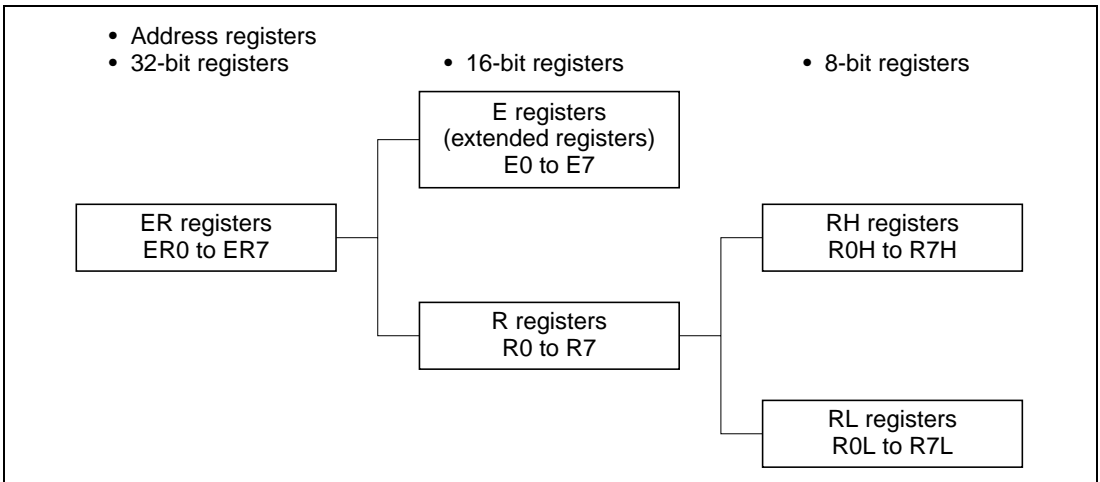 • Address registers
• 32-bit registers
• 16-bit registers
• 8-bit registers
E registers
(extended registers)
E0 to E7
ER registers
ER0 to ER7
RH registers
R0H to R7H
R registers
R0 to R7
RL registers
R0L to R7L